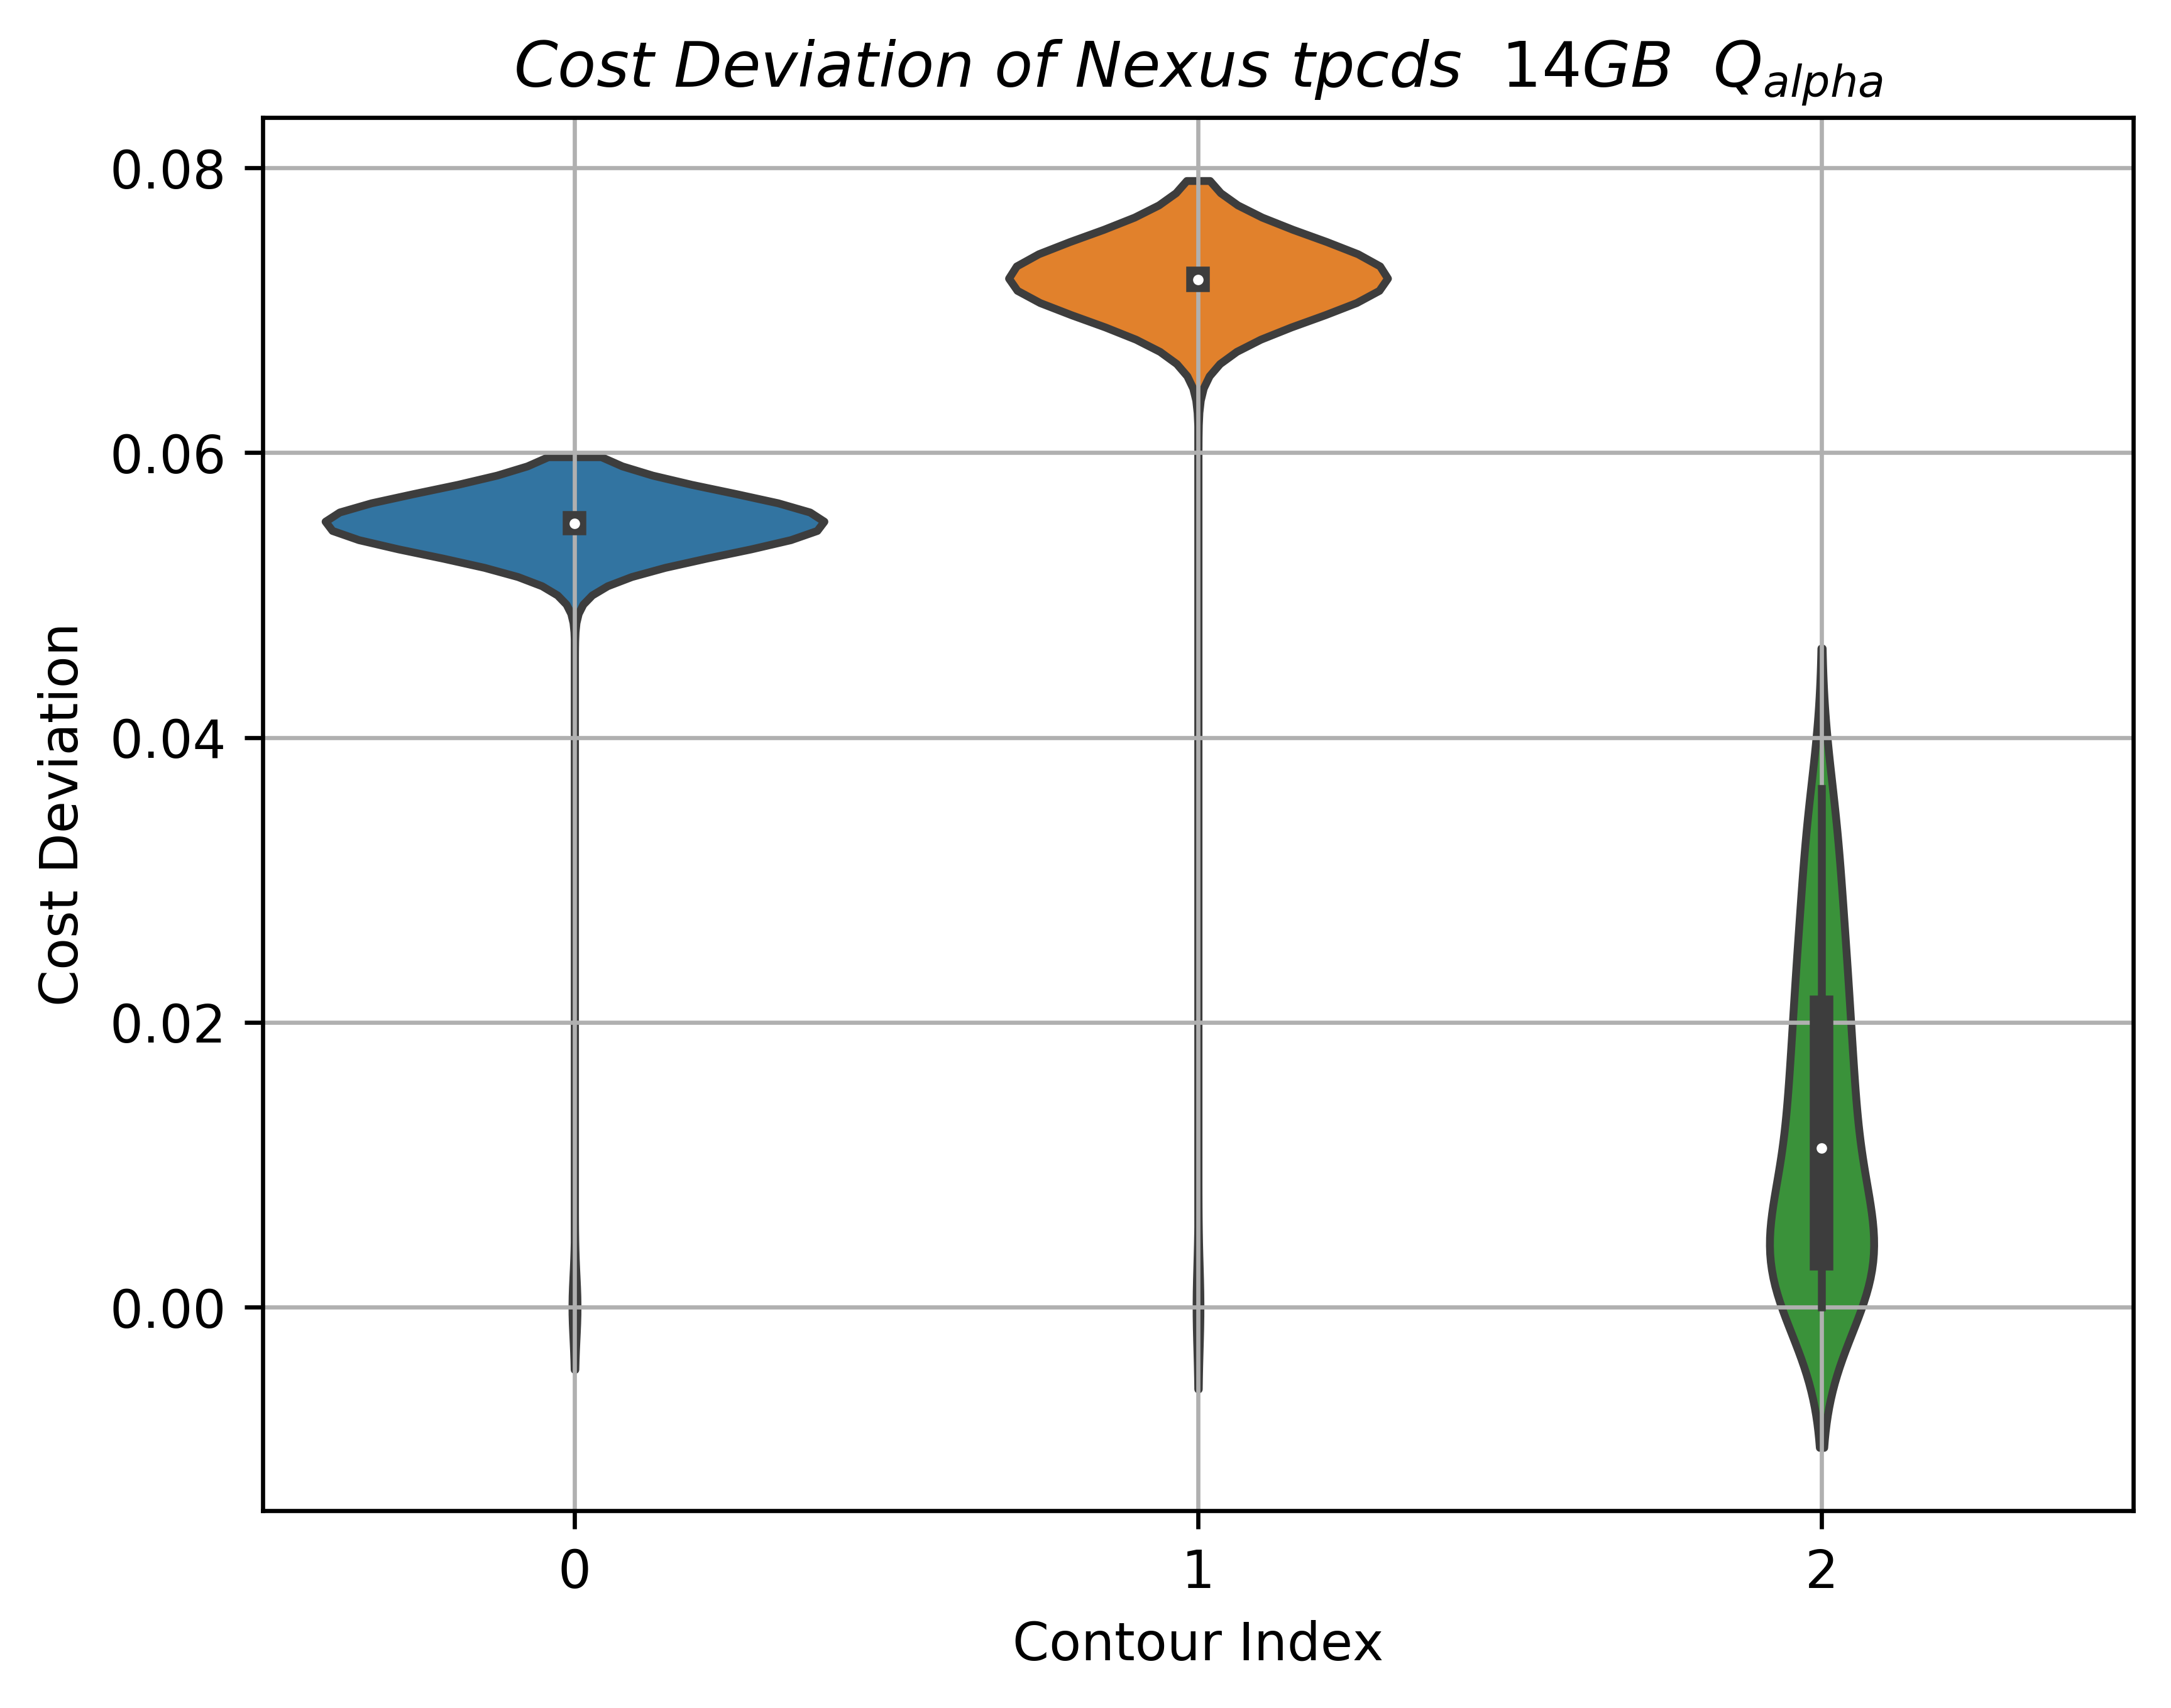 Cost Deviation of Nexus tpcds 14GB Q_alpha
0.08
0.06
0.04
0.02
0.00
Cost Deviation
0 1 2
Contour Index